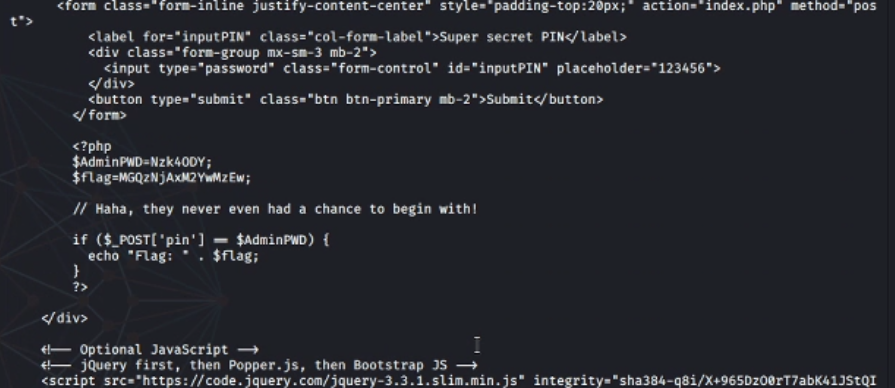 <form class="form-inline justify-content-center" style="padding-top:20px;" action="index.php" method="pos
t">
<label for="inputPIN" class="col-form-label">Super secret PIN</label>
<div class="form-group mx-sm-3 mb-2">
<input type="password" class="form-control" id="inputPIN" placeholder="123456">
</div>
<button type="submit" class="btn btn-primary mb-2">Submit</button>
</form>
<?php
$AdminPWD=Nzk4ODY;
$flag=MGQzNjAxM2YwMzEw;
// Haha, they never even had a chance to begin with!
if ($_POST['pin'] == $AdminPWD) {
echo "Flag: " . $flag;
}
?>
</div>
<!-- Optional JavaScript -->
<!-- jQuery first, then Popper.js, then Bootstrap JS -->
<script src="https://code.jquery.com/jquery-3.3.1.slim.min.js" integrity="sha384-q8i/X+965DzO0rT7abK41JStQI